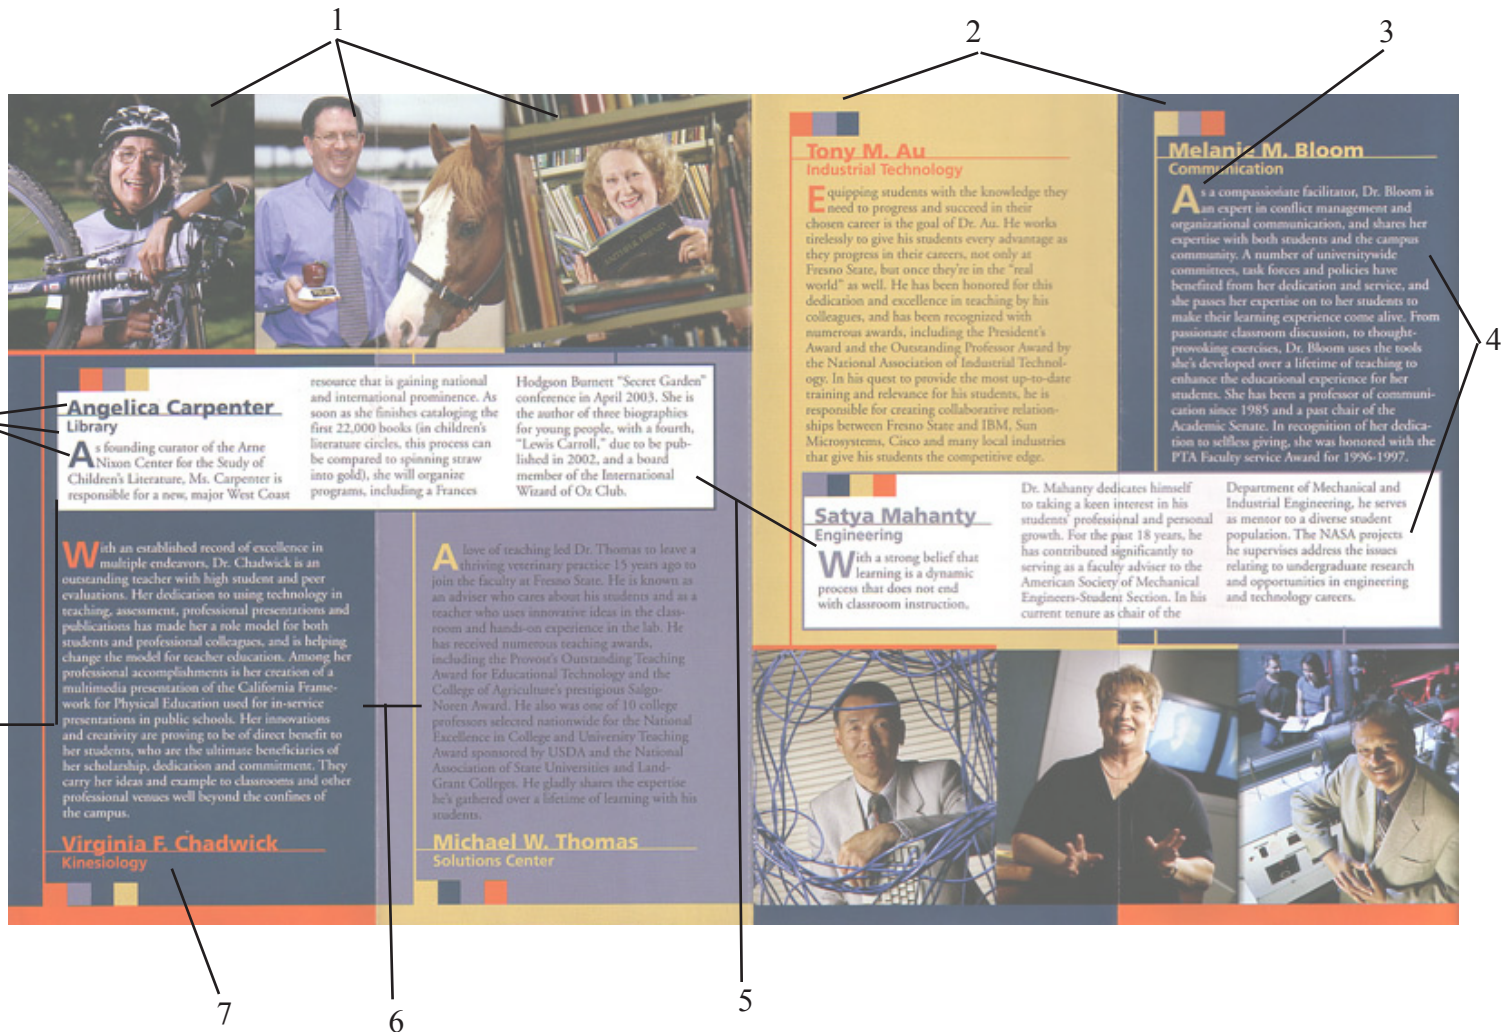 1
2
3
Tony M. Au
Industrial Technology
Equipping students with the knowledge they
need to progress and succeed in their
chosen career is the goal of Dr. Au. He works
tirelessly to give his students every advantage as
they progress in their careers, not only at
Fresno State, but once they're in the "real
world" as well. He has been honored for this
dedication and excellence in teaching by his
colleagues, and has been recognized with
numerous awards, including the President's
Award and the Outstanding Professor Award by
the National Association of Industrial Technol-
ogy. In his quest to provide the most up-to-date
training and relevance for his students, he is
responsible for creating collaborative relation-
ships between Fresno State and IBM, Sun
Microsystems, Cisco and many local industries
that give his students the competitive edge.
Melanie M. Bloom
Communication
As a compassionate facilitator, Dr. Bloom is
an expert in conflict management and
organizational communication, and shares her
expertise with both students and the campus
community. A number of universitywide
committees, task forces and policies have
benefited from her dedication and service, and
she passes her expertise on to her students to
make their learning experience come alive. From
passionate classroom discussion, to thought-
provoking exercises, Dr. Bloom uses the tools
she's developed over a lifetime of teaching to
enhance the educational experience for her
students. She has been a professor of communi-
cation since 1985 and a past chair of the
Academic Senate. In recognition of her dedica-
tion to selfless giving, she was honored with the
PTA Faculty service Award for 1996-1997.
4
Angelica Carpenter
Library
As founding curator of the Arne
Nixon Center for the Study of
Children's Literature, Ms. Carpenter is
responsible for a new, major West Coast
resource that is gaining national
and international prominence. As
soon as she finishes cataloging the
first 22,000 books (in children's
literature circles, this process can
be compared to spinning straw
into gold), she will organize
programs, including a Frances
Hodgson Burnett "Secret Garden"
conference in April 2003. She is
the author of three biographies
for young people, with a fourth,
"Lewis Carroll," due to be pub-
lished in 2002, and a board
member of the International
Wizard of Oz Club.
Satya Mahanty
Engineering
With a strong belief that
learning is a dynamic
process that does not end
with classroom instruction,
Dr. Mahanty dedicates himself
to taking a keen interest in his
students' professional and personal
growth. For the past 18 years, he
has contributed significantly to
serving as a faculty adviser to the
American Society of Mechanical
Engineers-Student Section. In his
current tenure as chair of the
Department of Mechanical and
Industrial Engineering, he serves
as mentor to a diverse student
population. The NASA projects
he supervises address the issues
relating to undergraduate research
and opportunities in engineering
and technology careers.
With an established record of excellence in
multiple endeavors, Dr. Chadwick is an
outstanding teacher with high student and peer
evaluations. Her dedication to using technology in
teaching, assessment, professional presentations and
publications has made her a role model for both
students and professional colleagues, and is helping
change the model for teacher education. Among her
professional accomplishments is her creation of a
multimedia presentation of the California Frame-
work for Physical Education used for in-service
presentations in public schools. Her innovations
and creativity are proving to be of direct benefit to
her students, who are the ultimate beneficiaries of
her scholarship, dedication and commitment. They
carry her ideas and example to classrooms and other
professional venues well beyond the confines of
the campus.
Virginia F. Chadwick
Kinesiology
A love of teaching led Dr. Thomas to leave a
thriving veterinary practice 15 years ago to
join the faculty at Fresno State. He is known as
an adviser who cares about his students and as a
teacher who uses innovative ideas in the class-
room and hands-on experience in the lab. He
has received numerous teaching awards,
including the Provost's Outstanding Teaching
Award for Educational Technology and the
College of Agriculture's prestigious Salgo-
Noren Award. He also was one of 10 college
professors selected nationwide for the National
Excellence in College and University Teaching
Award sponsored by USDA and the National
Association of State Universities and Land-
Grant Colleges. He gladly shares the expertise
he's gathered over a lifetime of learning with his
students.
Michael W. Thomas
Solutions Center
7
6
5